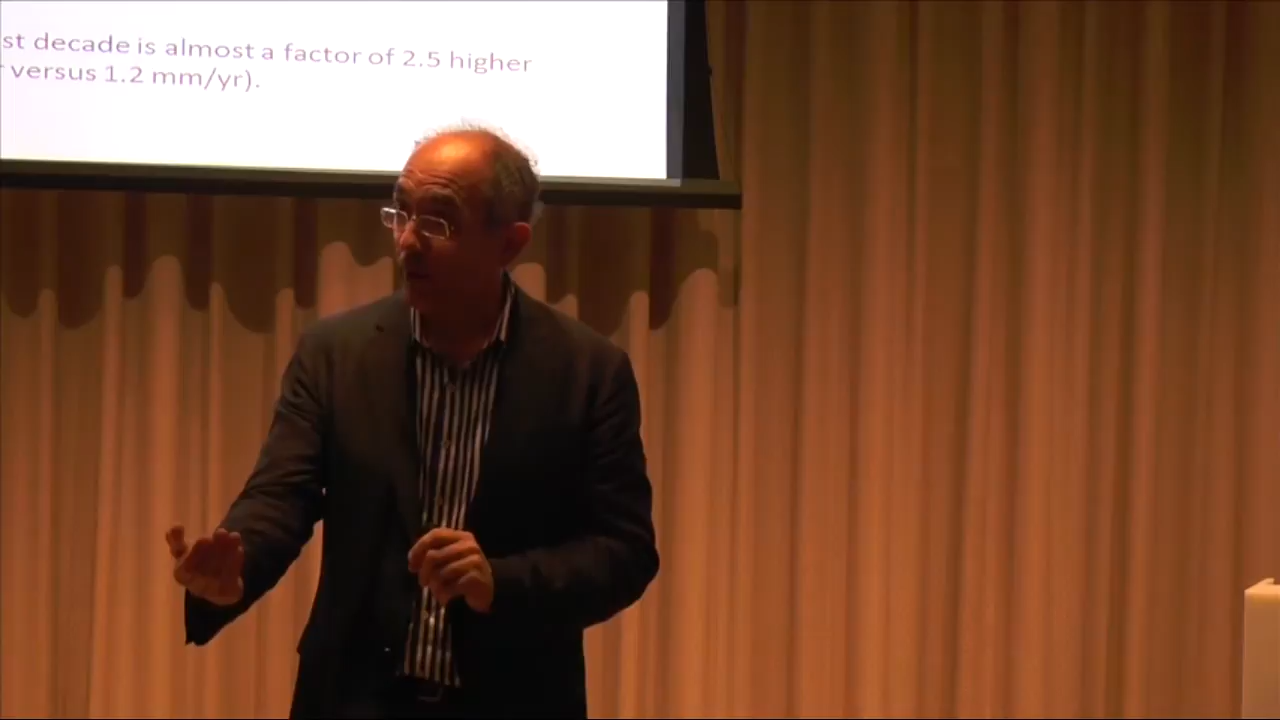 st decade is almost a factor of 2.5 higher
versus 1.2 mm/yr).